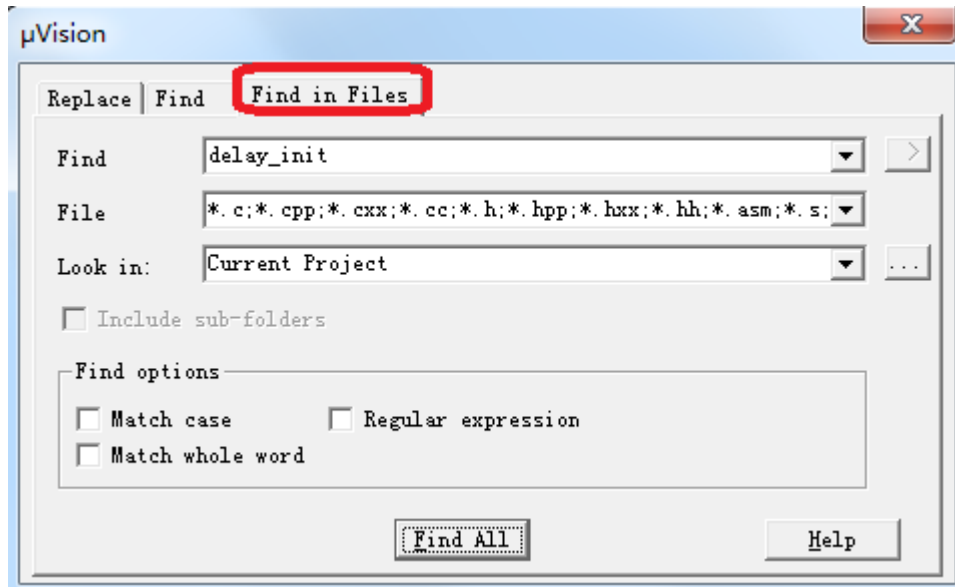 µVision
Replace Find Find in Files
Find delay_init >
File *.c;*.cpp;*.cxx;*.cc;*.h;*.hpp;*.hxx;*.hh;*.asm;*.s;
Look in: Current Project ...
Include sub-folders
Find options
Match case Regular expression
Match whole word
Find All Help